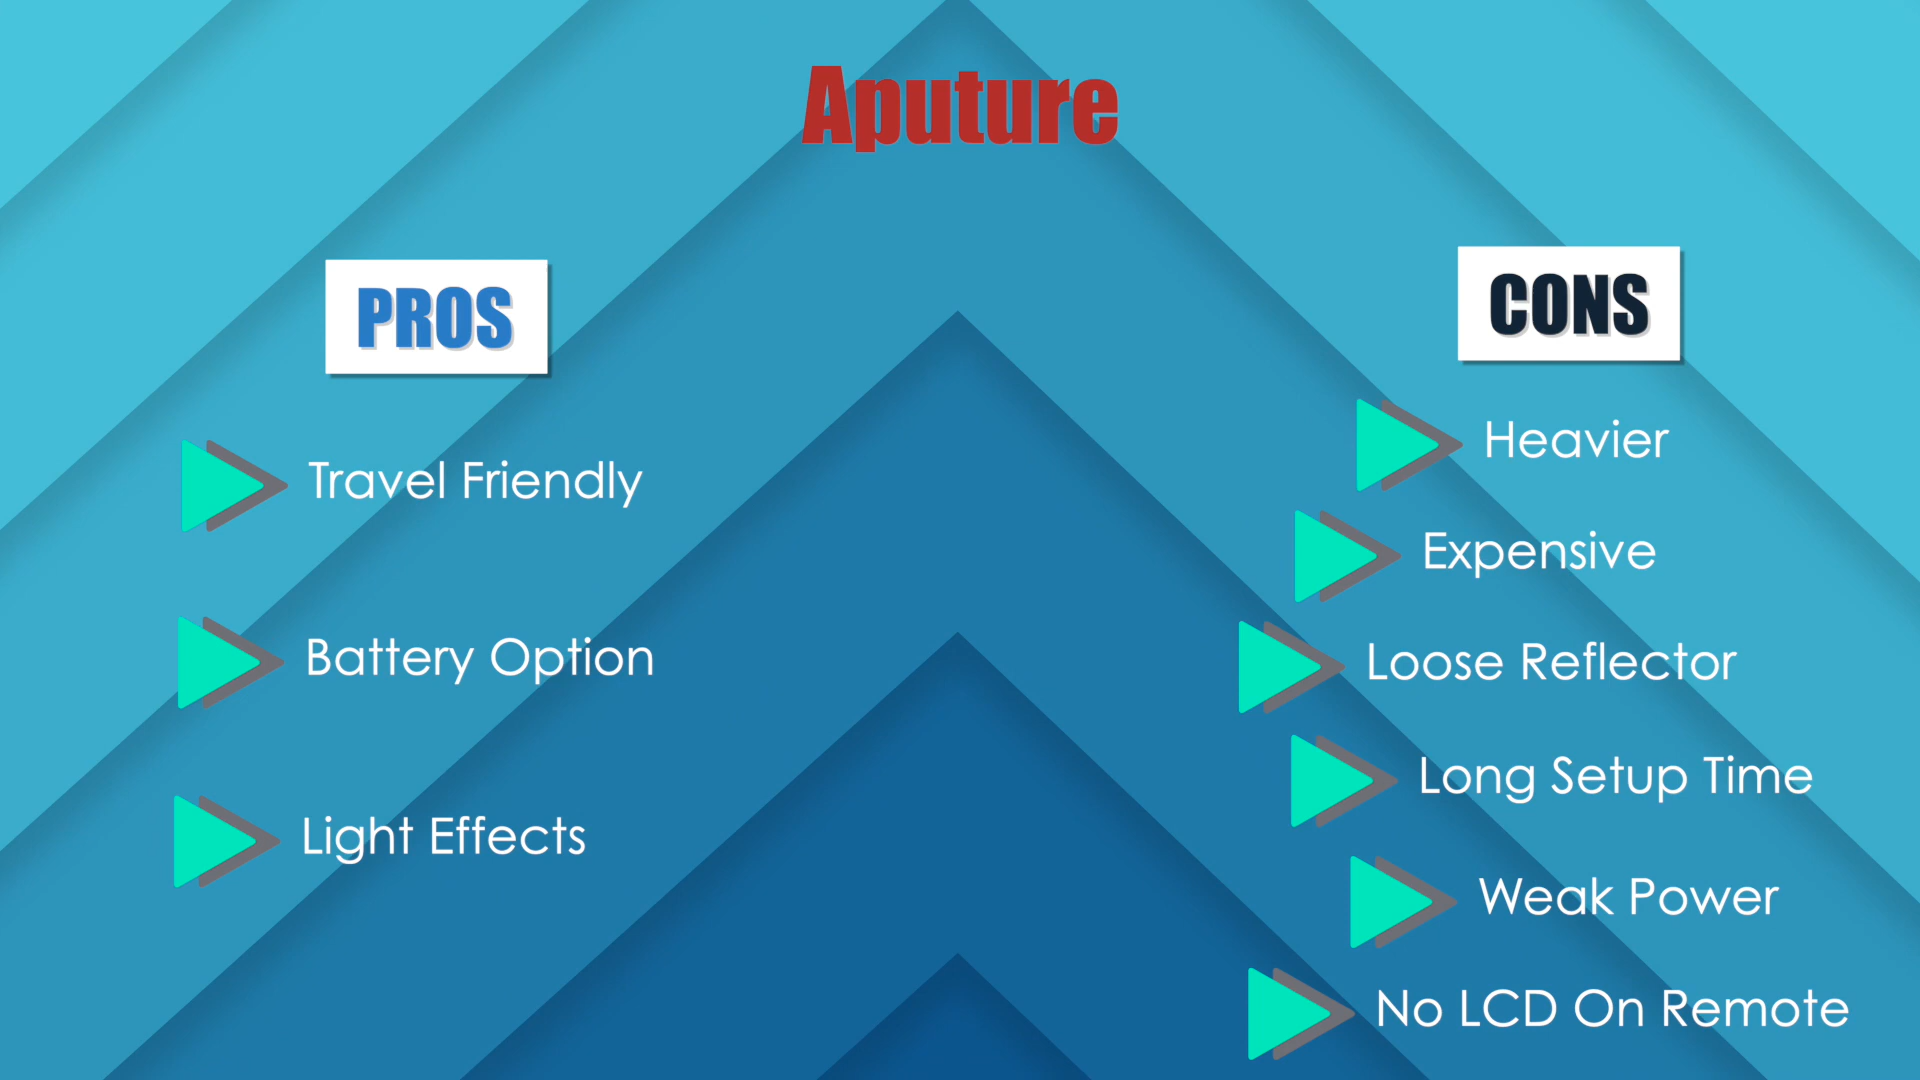 Aputure
PROS
Travel Friendly
Battery Option
Light Effects
CONS
Heavier
Expensive
Loose Reflector
Long Setup Time
Weak Power
No LCD On Remote